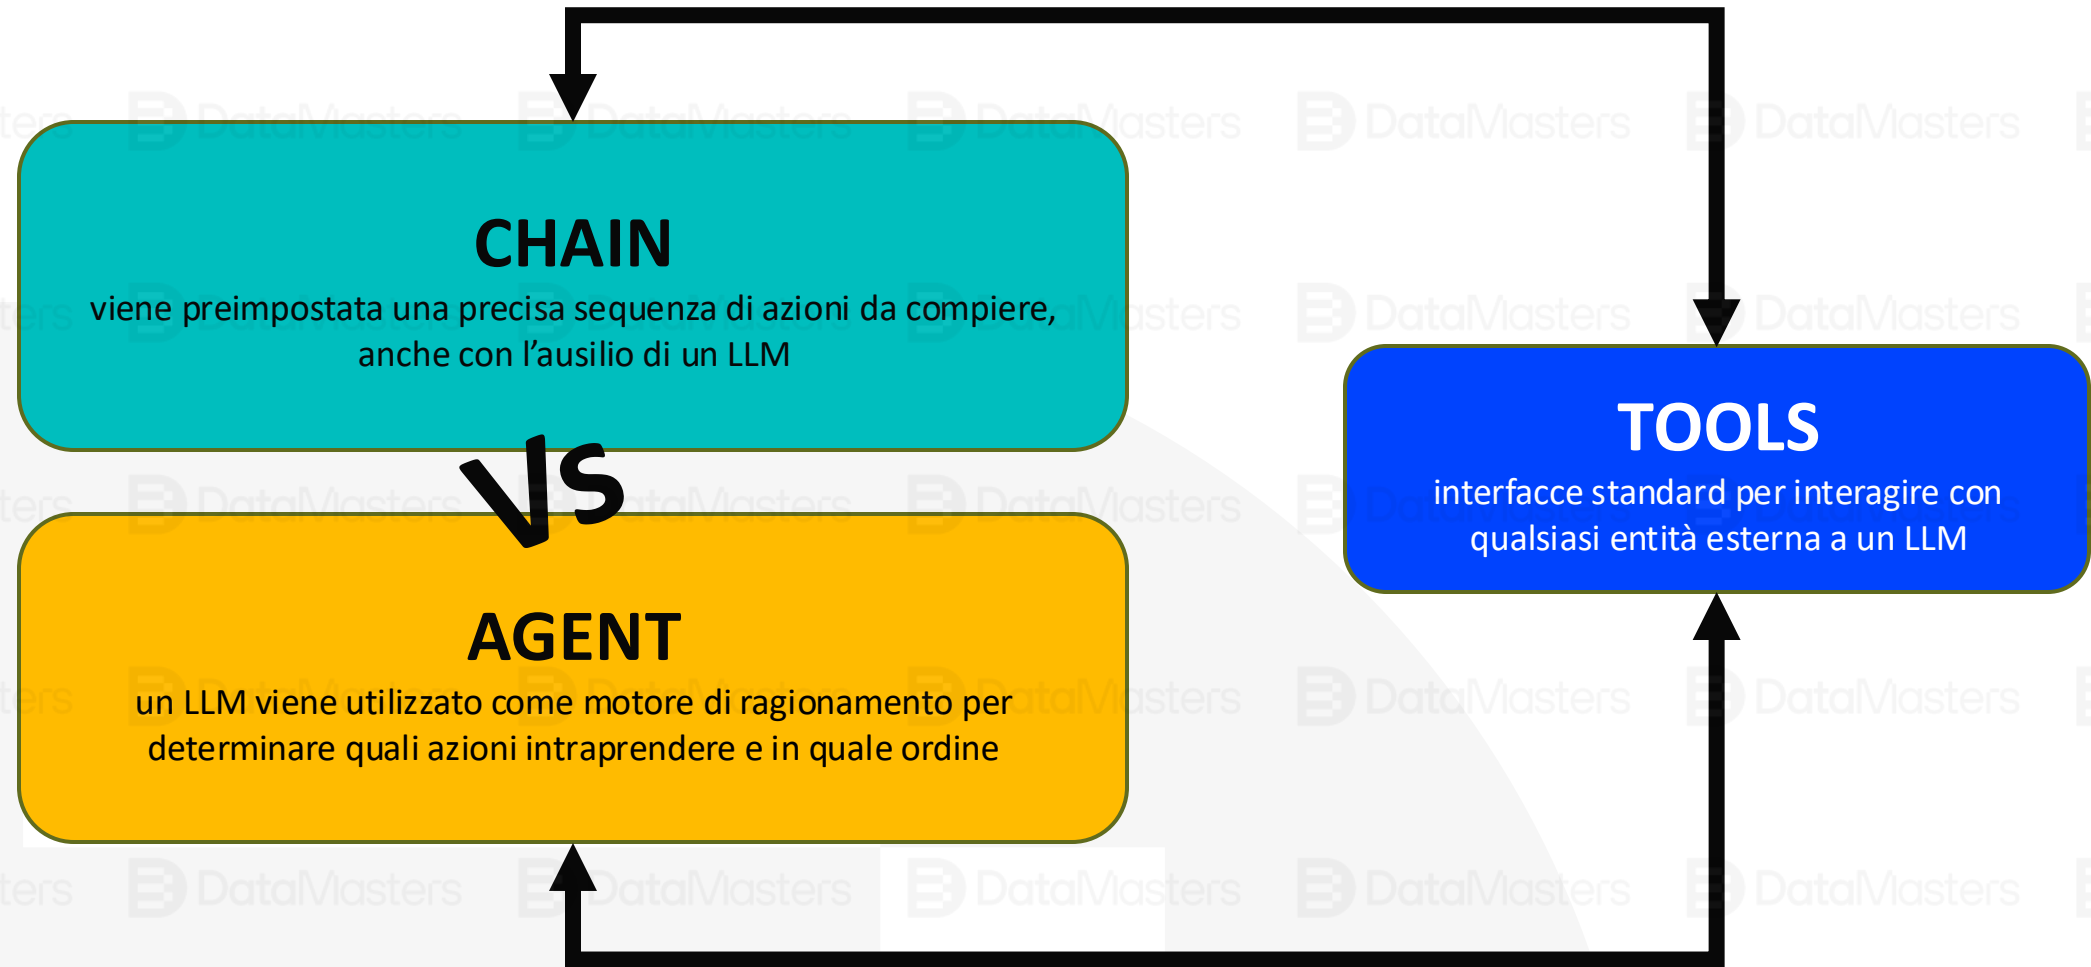 CHAIN
viene preimpostata una precisa sequenza di azioni da compiere,
anche con l’ausilio di un LLM
Vs
AGENT
un LLM viene utilizzato come motore di ragionamento per
determinare quali azioni intraprendere e in quale ordine
TOOLS
interfacce standard per interagire con
qualsiasi entità esterna a un LLM
DataMasters